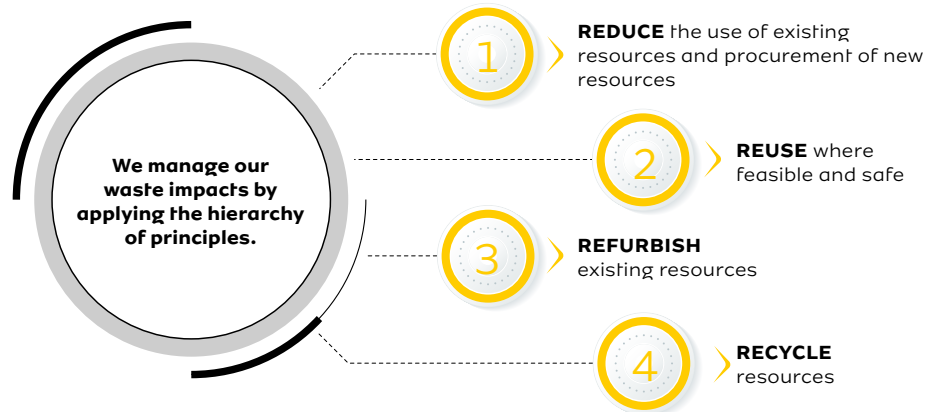 We manage our
waste impacts by
applying the hierarchy
of principles.
1
REDUCE the use of existing
resources and procurement of new
resources
2
REUSE where
feasible and safe
3
REFURBISH
existing resources
4
RECYCLE
resources